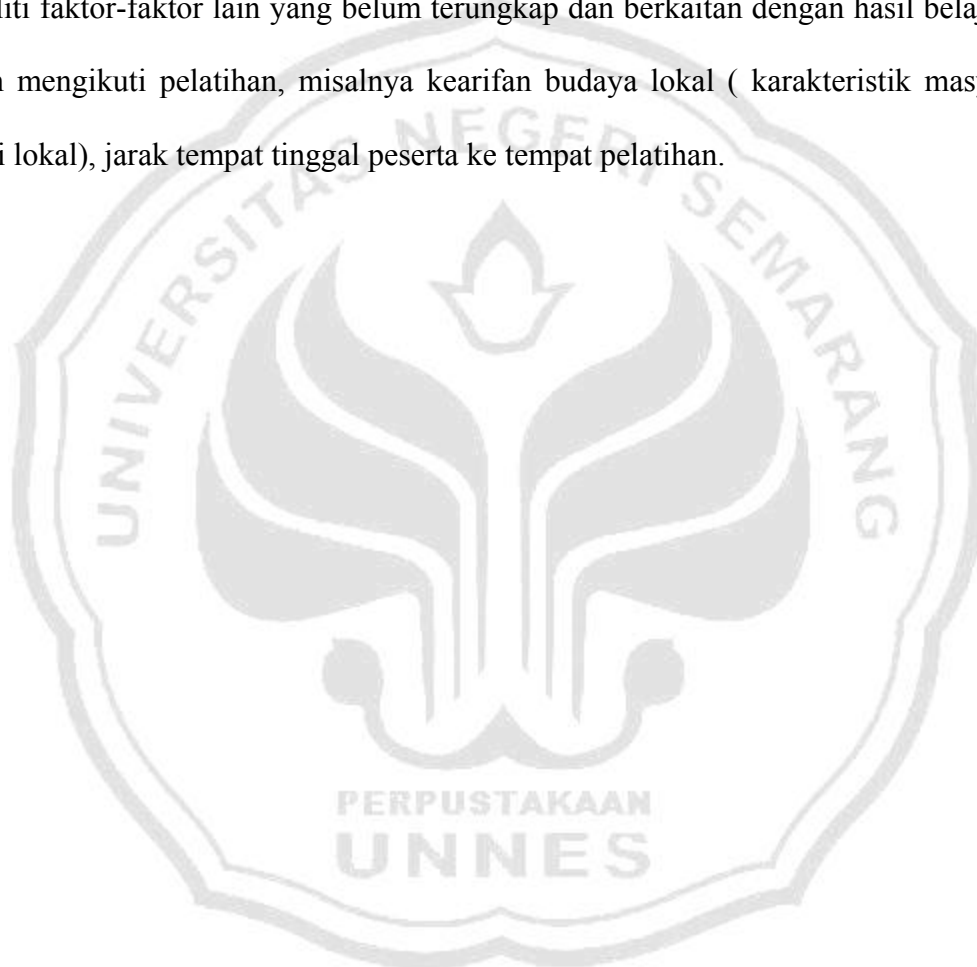 liti faktor-faktor lain yang belum terungkap dan berkaitan dengan hasil belaj
mengikuti pelatihan, misalnya kearifan budaya lokal ( karakteristik mas
i lokal), jarak tempat tinggal peserta ke tempat pelatihan.
UNIVERSITAS NEGERI SEMARANG
PERPUSTAKAAN
UNNES